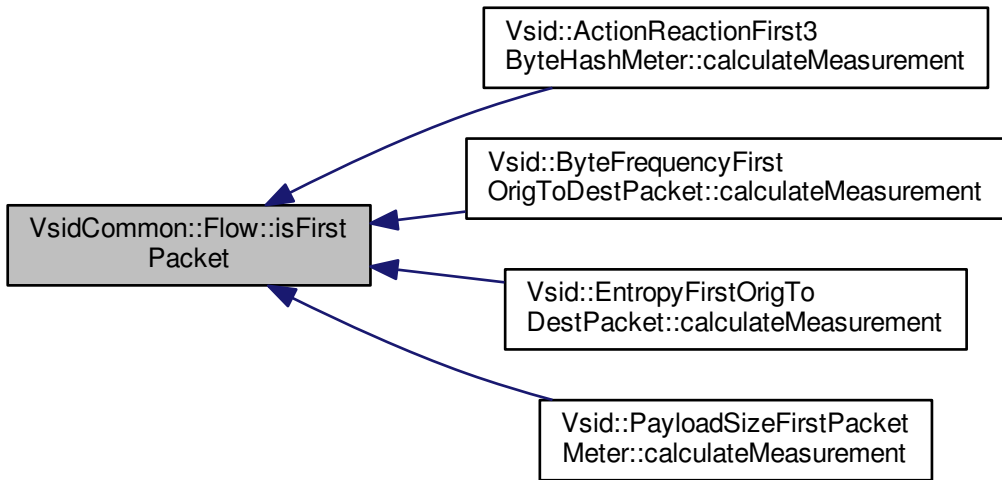 Vsid::ActionReactionFirst3
ByteHashMeter::calculateMeasurement
Vsid::ByteFrequencyFirst
OrigToDestPacket::calculateMeasurement
VsidCommon::Flow::isFirst
Packet
Vsid::EntropyFirstOrigTo
DestPacket::calculateMeasurement
Vsid::PayloadSizeFirstPacket
Meter::calculateMeasurement